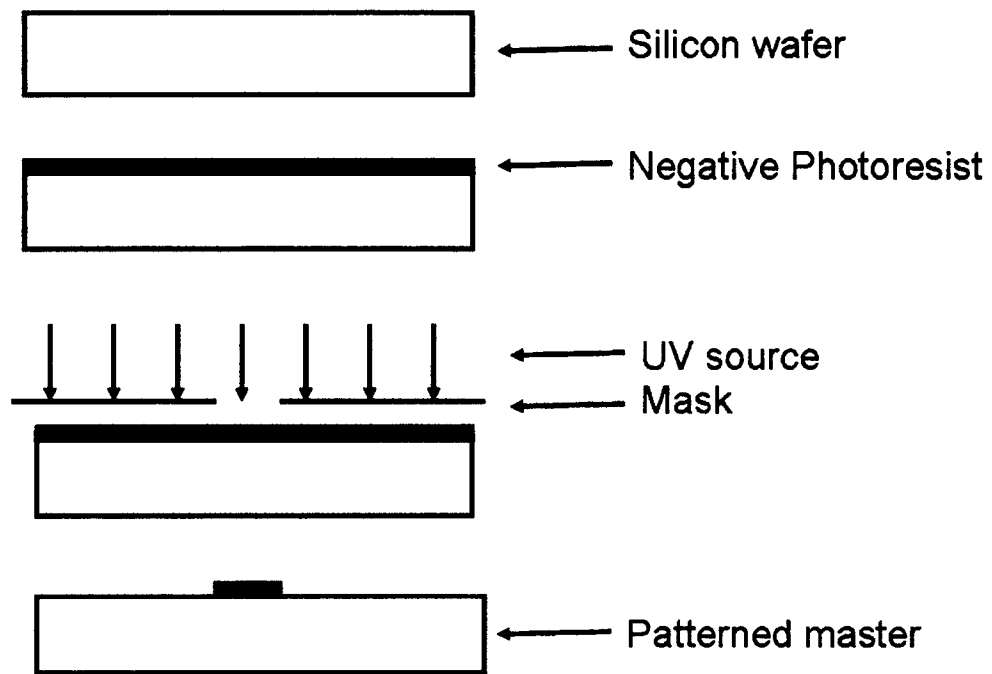 Silicon wafer
Negative Photoresist
UV source
Mask
Patterned master